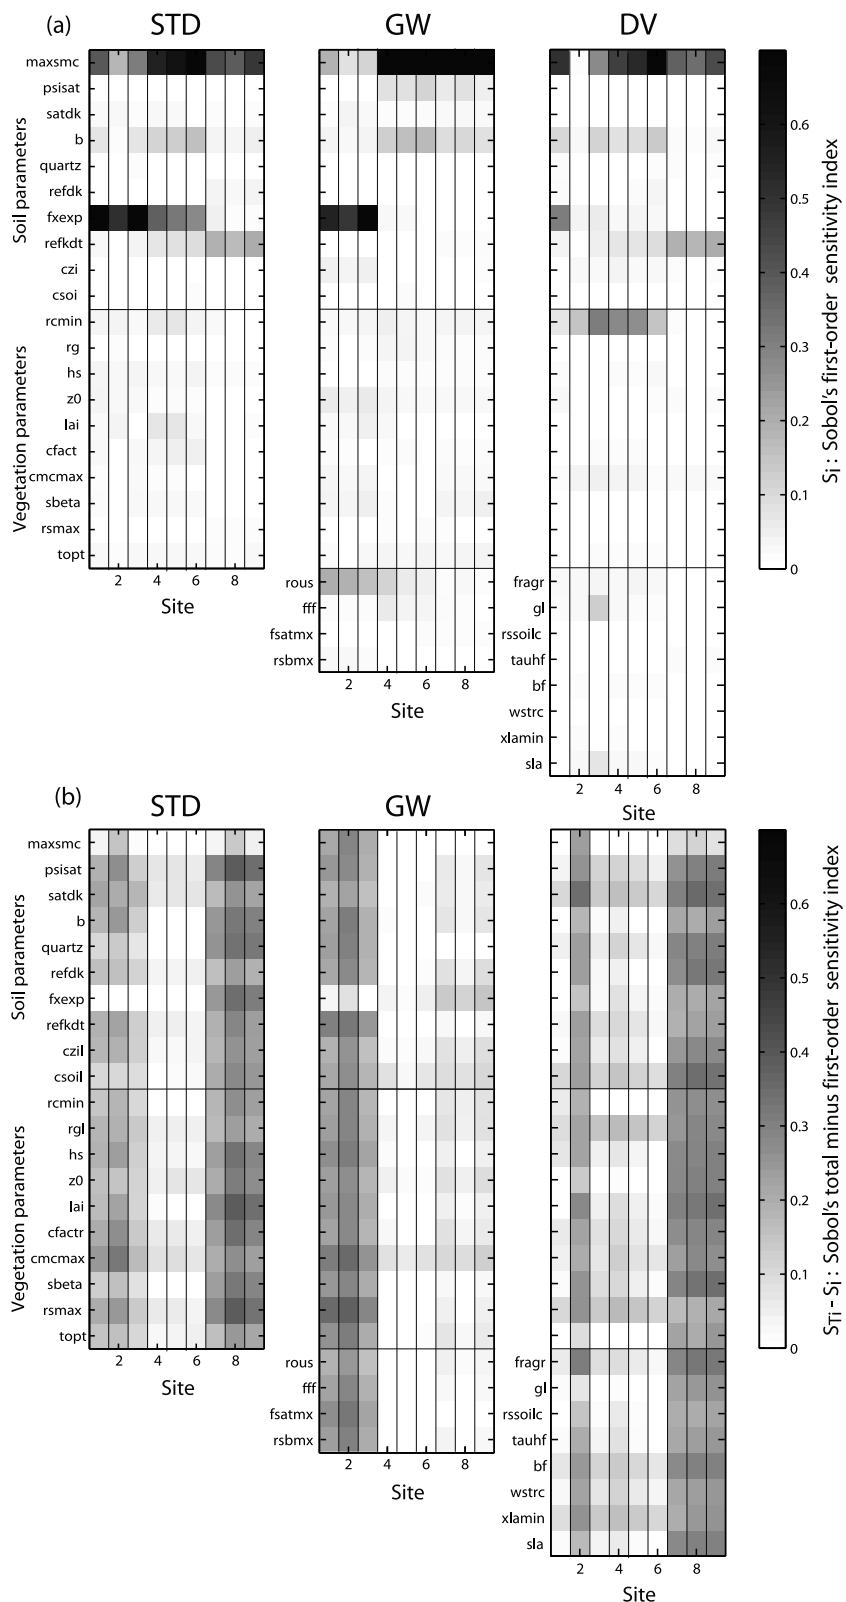 (a)
STD
GW
DV
Soil parameters
maxsmc
psisat
satdk
b
quartz
refdk
fxexp
refkdt
czi
csoi
Vegetation parameters
rcmin
rg
hs
z0
lai
cfact
cmcmax
sbeta
rsmax
topt
2 4 6 8
Site
rous
fff
fsatmx
rsbmx
2 4 6 8
Site
fragr
gl
rssoilc
tauhf
bf
wstrc
xlamin
sla
2 4 6 8
Site
0.6
0.5
0.4
0.3
0.2
0.1
0
Si : Sobol's first-order sensitivity index
(b)
STD
GW
Soil parameters
maxsmc
psisat
satdk
b
quartz
refdk
fxexp
refkdt
czil
csoil
Vegetation parameters
rcmin
rgl
hs
z0
lai
cfactr
cmcmax
sbeta
rsmax
topt
2 4 6 8
Site
rous
fff
fsatmx
rsbmx
2 4 6 8
Site
fragr
gl
rssoilc
tauhf
bf
wstrc
xlamin
sla
2 4 6 8
Site
0.6
0.5
0.4
0.3
0.2
0.1
0
STi - Si : Sobol's total minus first-order sensitivity index